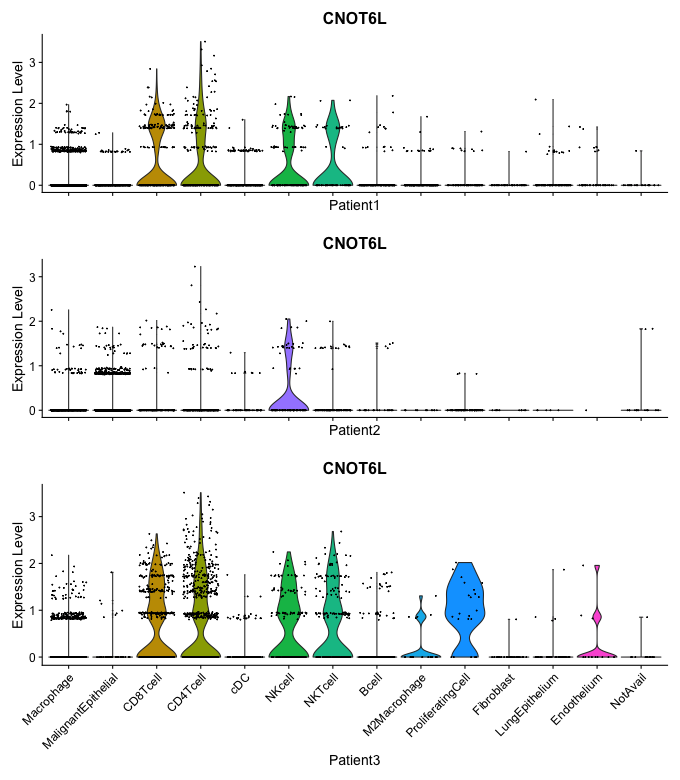 CNOT6L
Expression Level
3
2
1
0
Patient1
CNOT6L
Expression Level
3
2
1
0
Patient2
CNOT6L
Expression Level
3
2
1
0
Macrophage
MalignantEpithelial
CD8Tcell
CD4Tcell
cDC
NKcell
NKTcell
Bcell
M2Macrophage
ProliferatingCell
Fibroblast
LungEpithelium
Endothelium
NotAvail
Patient3